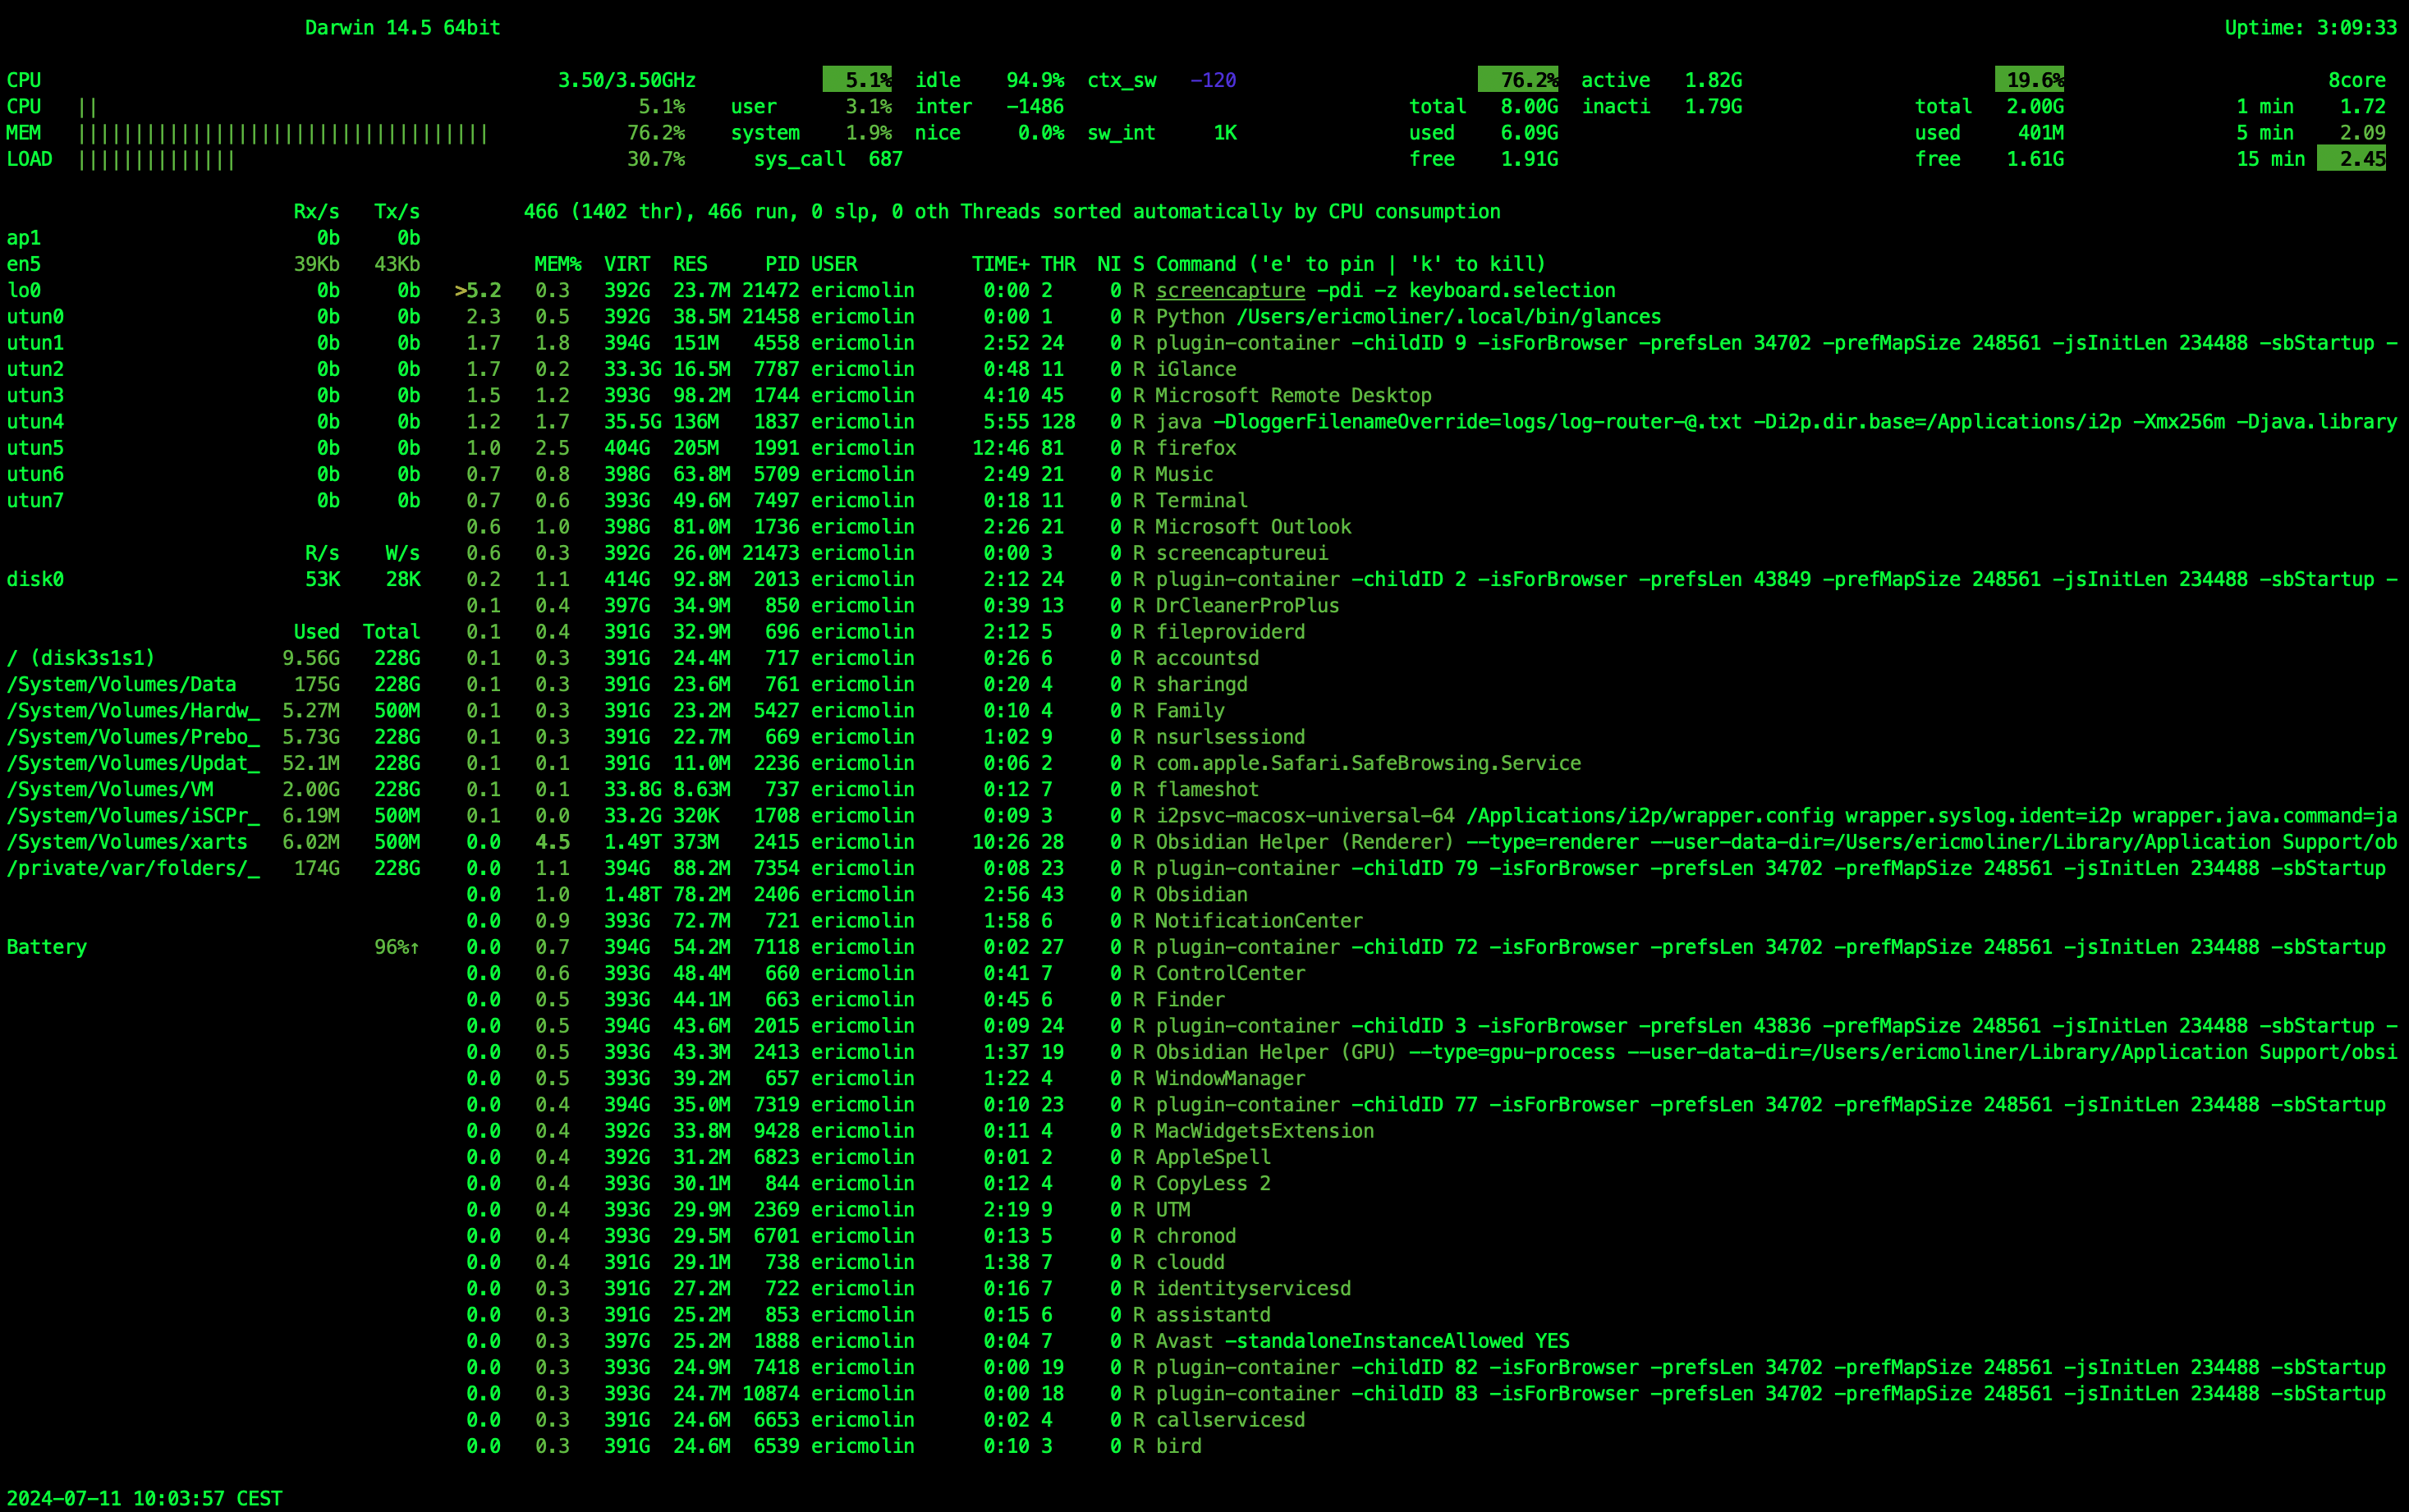 Darwin 14.5 64bit Uptime: 3:09:33
CPU 3.50/3.50GHz 5.1% idle 94.9% ctx_sw -120 76.2% active 1.82G 19.6% 8core
CPU || 5.1% user 3.1% inter -1486 total 8.00G inacti 1.79G total 2.00G 1 min 1.72
MEM |||||||||||||||||||||||||||||||||||| 76.2% system 1.9% nice 0.0% sw_int 1K used 6.09G used 401M 5 min 2.09
LOAD |||||||||||||| 30.7% sys_call 687 free 1.91G free 1.61G 15 min 2.45
Rx/s Tx/s 466 (1402 thr), 466 run, 0 slp, 0 oth Threads sorted automatically by CPU consumption
ap1 0b 0b
en5 39Kb 43Kb MEM% VIRT RES PID USER TIME+ THR NI S Command ('e' to pin | 'k' to kill)
lo0 0b 0b >5.2 0.3 392G 23.7M 21472 ericmolin 0:00 2 0 R screencapture -pdi -z keyboard.selection
utun0 0b 0b 2.3 0.5 392G 38.5M 21458 ericmolin 0:00 1 0 R Python /Users/ericmoliner/.local/bin/glances
utun1 0b 0b 1.7 1.8 394G 151M 4558 ericmolin 2:52 24 0 R plugin-container -childID 9 -isForBrowser -prefsLen 34702 -prefMapSize 248561 -jsInitLen 234488 -sbStartup -
utun2 0b 0b 1.7 0.2 33.3G 16.5M 7787 ericmolin 0:48 11 0 R iGlance
utun3 0b 0b 1.5 1.2 393G 98.2M 1744 ericmolin 4:10 45 0 R Microsoft Remote Desktop
utun4 0b 0b 1.2 1.7 35.5G 136M 1837 ericmolin 5:55 128 0 R java -DloggerFilenameOverride=logs/log-router-@.txt -Di2p.dir.base=/Applications/i2p -Xmx256m -Djava.library
utun5 0b 0b 1.0 2.5 404G 205M 1991 ericmolin 12:46 81 0 R firefox
utun6 0b 0b 0.7 0.8 398G 63.8M 5709 ericmolin 2:49 21 0 R Music
utun7 0b 0b 0.7 0.6 393G 49.6M 7497 ericmolin 0:18 11 0 R Terminal
0.6 1.0 398G 81.0M 1736 ericmolin 2:26 21 0 R Microsoft Outlook
R/s W/s 0.6 0.3 392G 26.0M 21473 ericmolin 0:00 3 0 R screencaptureui
disk0 53K 28K 0.2 1.1 414G 92.8M 2013 ericmolin 2:12 24 0 R plugin-container -childID 2 -isForBrowser -prefsLen 43849 -prefMapSize 248561 -jsInitLen 234488 -sbStartup -
0.1 0.4 397G 34.9M 850 ericmolin 0:39 13 0 R DrCleanerProPlus
Used Total 0.1 0.4 391G 32.9M 696 ericmolin 2:12 5 0 R fileproviderd
/ (disk3s1s1) 9.56G 228G 0.1 0.3 391G 24.4M 717 ericmolin 0:26 6 0 R accountsd
/System/Volumes/Data 175G 228G 0.1 0.3 391G 23.6M 761 ericmolin 0:20 4 0 R sharingd
/System/Volumes/Hardw_ 5.27M 500M 0.1 0.3 391G 23.2M 5427 ericmolin 0:10 4 0 R Family
/System/Volumes/Prebo_ 5.73G 228G 0.1 0.3 391G 22.7M 669 ericmolin 1:02 9 0 R nsurlsessiond
/System/Volumes/Updat_ 52.1M 228G 0.1 0.1 391G 11.0M 2236 ericmolin 0:06 2 0 R com.apple.Safari.SafeBrowsing.Service
/System/Volumes/VM 2.00G 228G 0.1 0.1 33.8G 8.63M 737 ericmolin 0:12 7 0 R flameshot
/System/Volumes/iSCPr_ 6.19M 500M 0.1 0.0 33.2G 320K 1708 ericmolin 0:09 3 0 R i2psvc-macosx-universal-64 /Applications/i2p/wrapper.config wrapper.syslog.ident=i2p wrapper.java.command=ja
/System/Volumes/xarts 6.02M 500M 0.0 4.5 1.49T 373M 2415 ericmolin 10:26 28 0 R Obsidian Helper (Renderer) --type=renderer --user-data-dir=/Users/ericmoliner/Library/Application Support/ob
/private/var/folders/_ 174G 228G 0.0 1.1 394G 88.2M 7354 ericmolin 0:08 23 0 R plugin-container -childID 79 -isForBrowser -prefsLen 34702 -prefMapSize 248561 -jsInitLen 234488 -sbStartup
0.0 1.0 1.48T 78.2M 2406 ericmolin 2:56 43 0 R Obsidian
0.0 0.9 393G 72.7M 721 ericmolin 1:58 6 0 R NotificationCenter
Battery 96%↑ 0.0 0.7 394G 54.2M 7118 ericmolin 0:02 27 0 R plugin-container -childID 72 -isForBrowser -prefsLen 34702 -prefMapSize 248561 -jsInitLen 234488 -sbStartup
0.0 0.6 393G 48.4M 660 ericmolin 0:41 7 0 R ControlCenter
0.0 0.5 393G 44.1M 663 ericmolin 0:45 6 0 R Finder
0.0 0.5 394G 43.6M 2015 ericmolin 0:09 24 0 R plugin-container -childID 3 -isForBrowser -prefsLen 43836 -prefMapSize 248561 -jsInitLen 234488 -sbStartup -
0.0 0.5 393G 43.3M 2413 ericmolin 1:37 19 0 R Obsidian Helper (GPU) --type=gpu-process --user-data-dir=/Users/ericmoliner/Library/Application Support/obsi
0.0 0.5 393G 39.2M 657 ericmolin 1:22 4 0 R WindowManager
0.0 0.4 394G 35.0M 7319 ericmolin 0:10 23 0 R plugin-container -childID 77 -isForBrowser -prefsLen 34702 -prefMapSize 248561 -jsInitLen 234488 -sbStartup
0.0 0.4 392G 33.8M 9428 ericmolin 0:11 4 0 R MacWidgetsExtension
0.0 0.4 392G 31.2M 6823 ericmolin 0:01 2 0 R AppleSpell
0.0 0.4 393G 30.1M 844 ericmolin 0:12 4 0 R CopyLess 2
0.0 0.4 393G 29.9M 2369 ericmolin 2:19 9 0 R UTM
0.0 0.4 393G 29.5M 6701 ericmolin 0:13 5 0 R chronod
0.0 0.4 391G 29.1M 738 ericmolin 1:38 7 0 R cloudd
0.0 0.3 391G 27.2M 722 ericmolin 0:16 7 0 R identityservicesd
0.0 0.3 391G 25.2M 853 ericmolin 0:15 6 0 R assistantd
0.0 0.3 397G 25.2M 1888 ericmolin 0:04 7 0 R Avast -standaloneInstanceAllowed YES
0.0 0.3 393G 24.9M 7418 ericmolin 0:00 19 0 R plugin-container -childID 82 -isForBrowser -prefsLen 34702 -prefMapSize 248561 -jsInitLen 234488 -sbStartup
0.0 0.3 393G 24.7M 10874 ericmolin 0:00 18 0 R plugin-container -childID 83 -isForBrowser -prefsLen 34702 -prefMapSize 248561 -jsInitLen 234488 -sbStartup
0.0 0.3 391G 24.6M 6653 ericmolin 0:02 4 0 R callservicesd
0.0 0.3 391G 24.6M 6539 ericmolin 0:10 3 0 R bird
2024-07-11 10:03:57 CEST